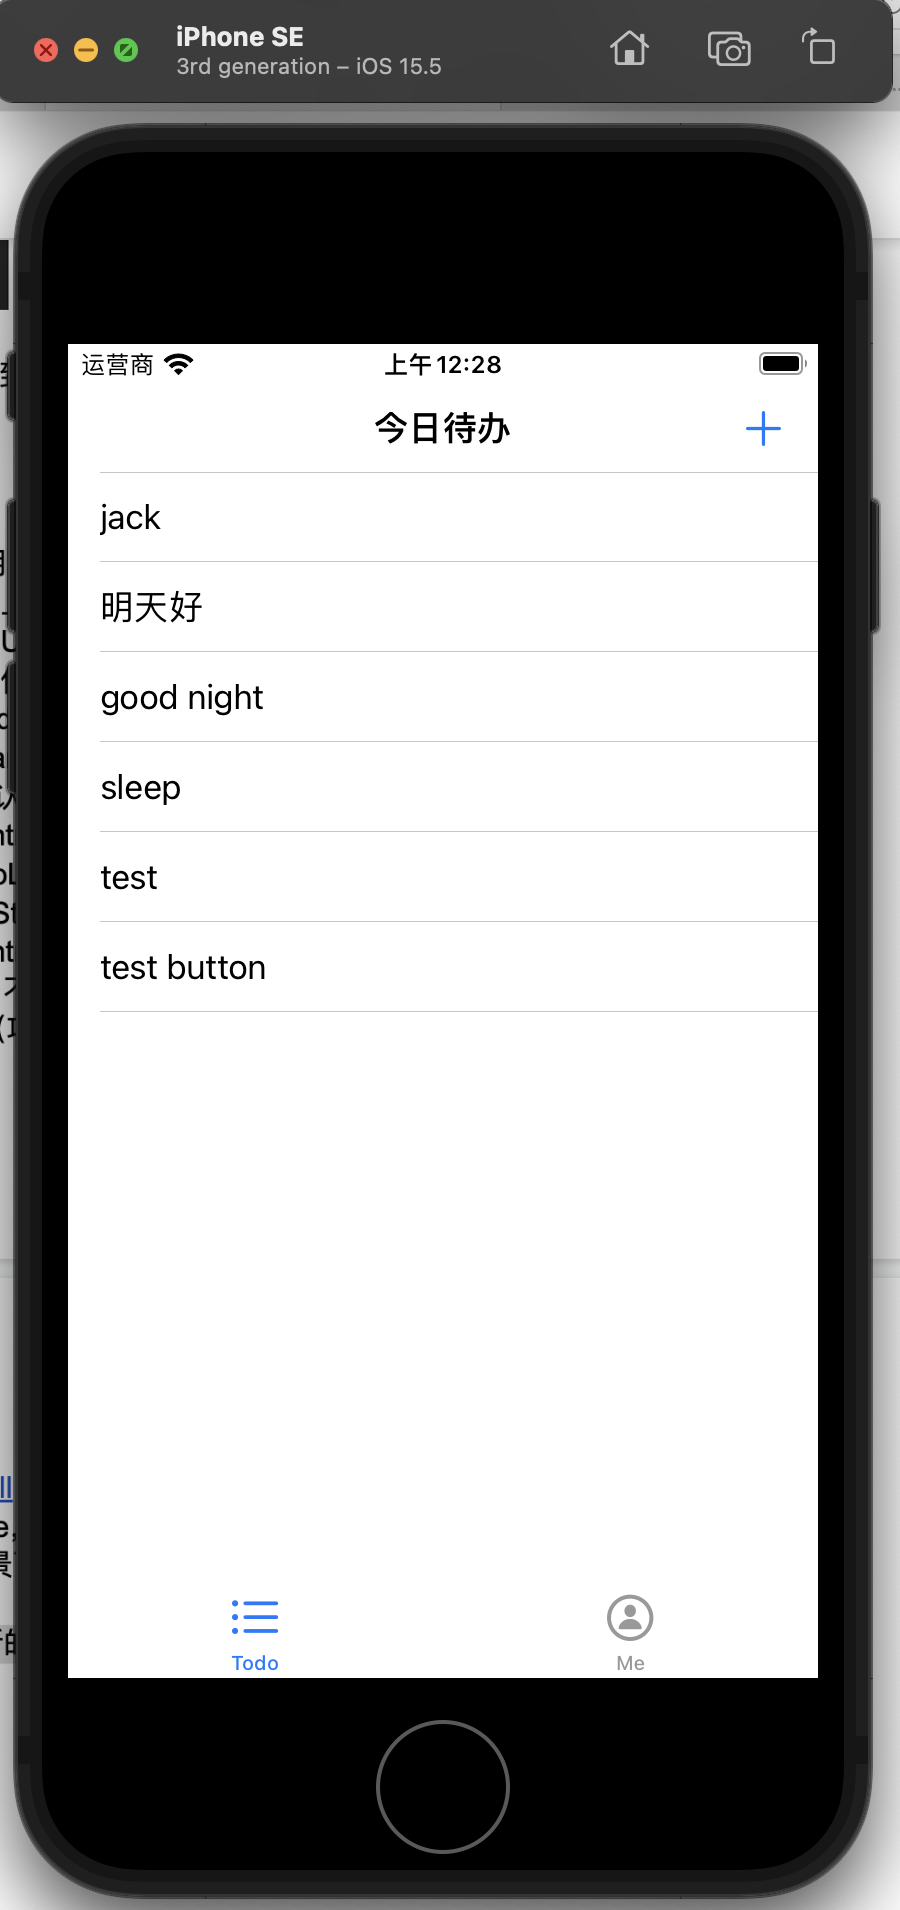 iPhone SE
3rd generation – iOS 15.5
运营商 上午12:28
今日待办
jack
明天好
good night
sleep
test
test button
Todo Me